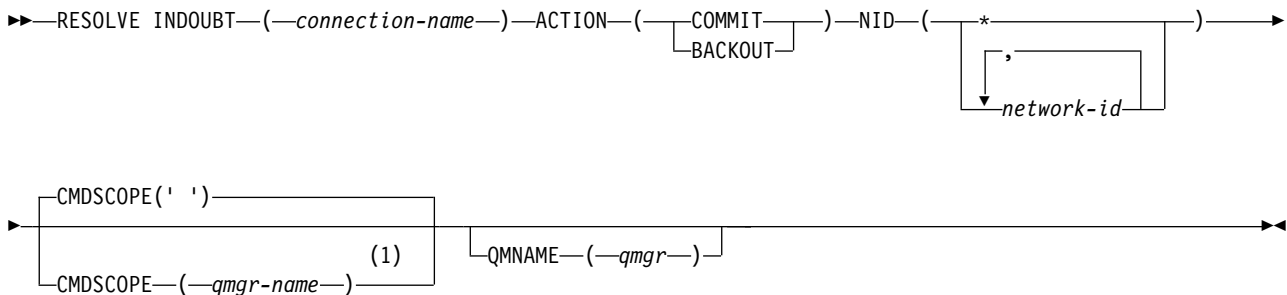 RESOLVE INDOUBT ( connection-name ) ACTION ( COMMIT ) NID ( * )
BACKOUT
,
network-id
CMDSCOPE(' ')
(1)
QMNAME ( qmgr )
CMDSCOPE ( qmgr-name )